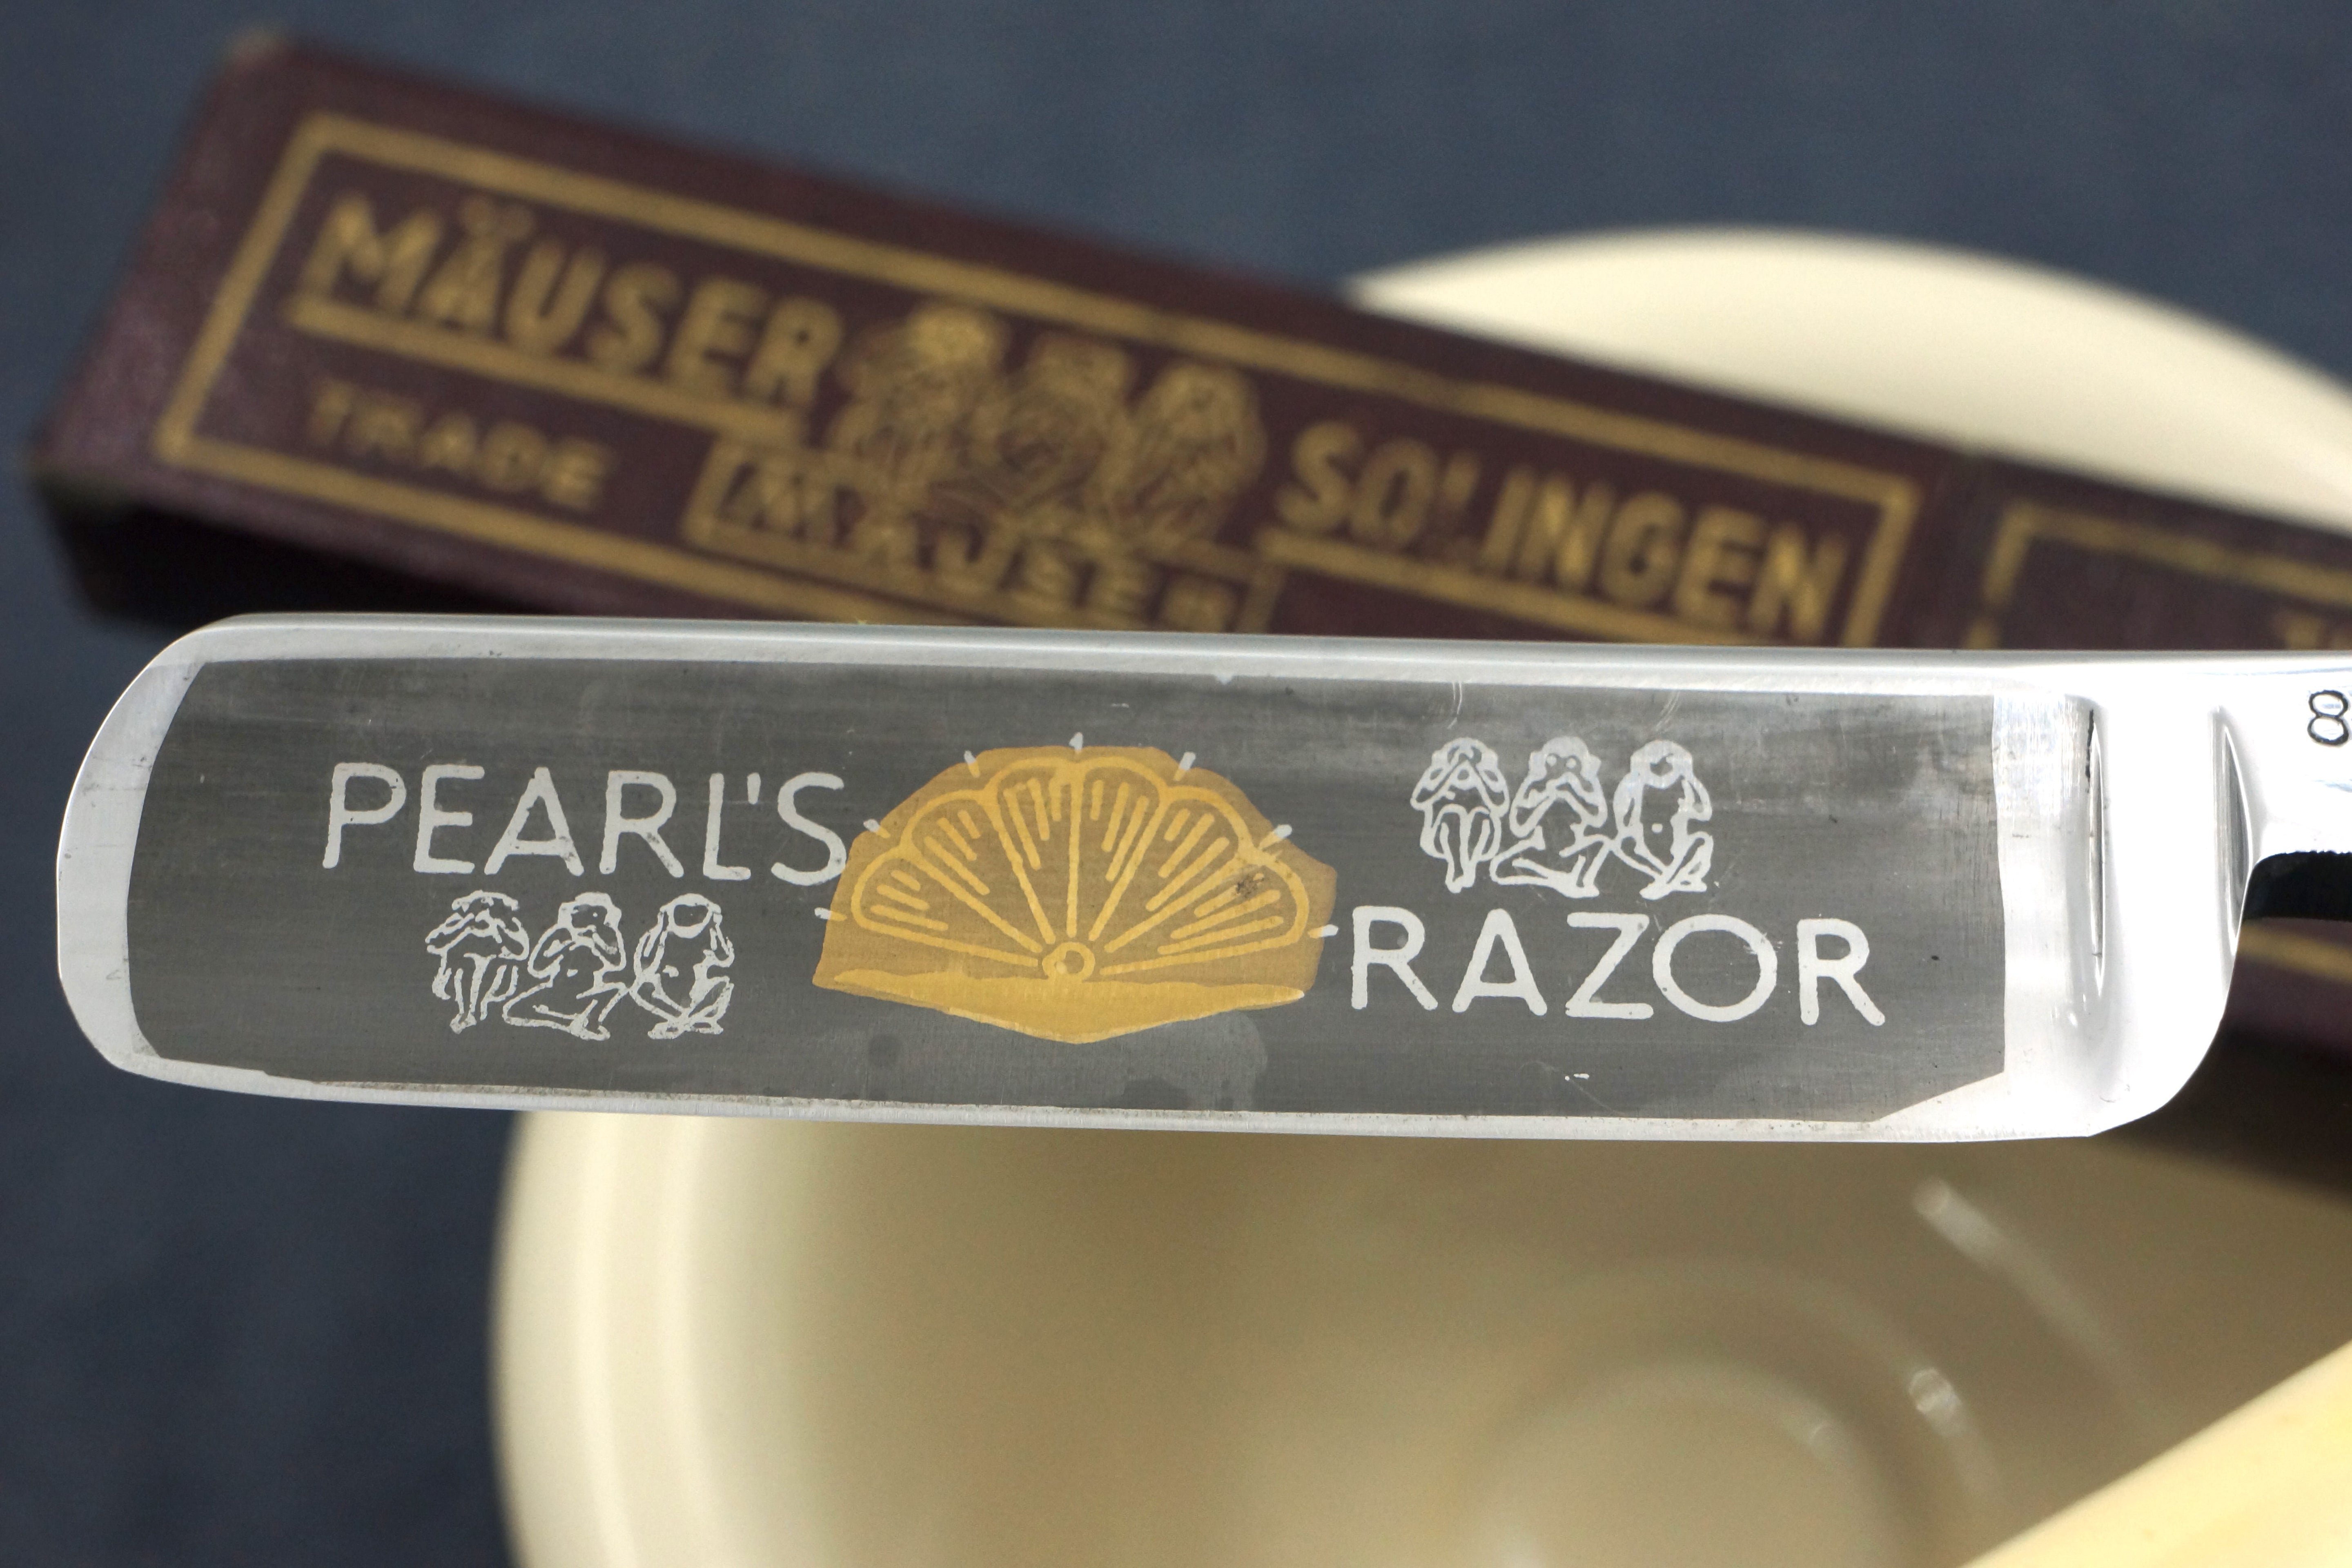 MÄUSER SOLINGEN
TRADE
MÄUSER
PEARL'S
RAZOR
8